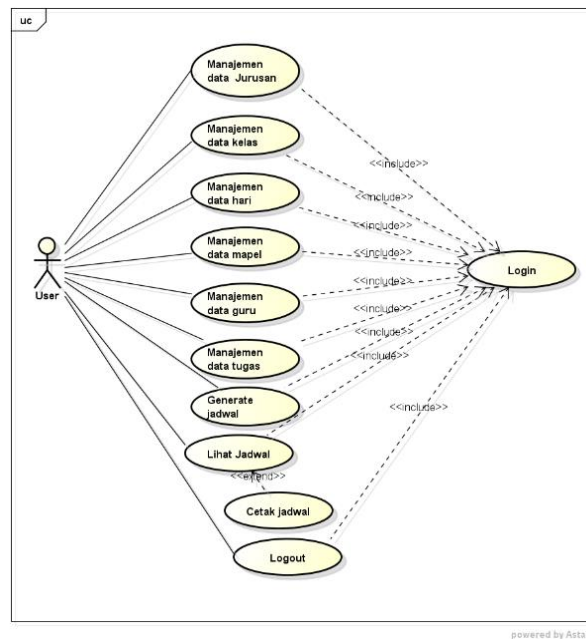 uc
Manajemen
data Jurusan
<<include>>
Manajemen
data kelas
<<include>>
Manajemen
data hari
<<include>>
Manajemen
data mapel
<<include>>
Login
User
Manajemen
data guru
<<include>>
<<include>>
Manajemen
data tugas
<<include>>
<<include>>
Generate
jadwal
Lihat Jadwal
<<extend>>
Cetak jadwal
Logout
powered by Asta